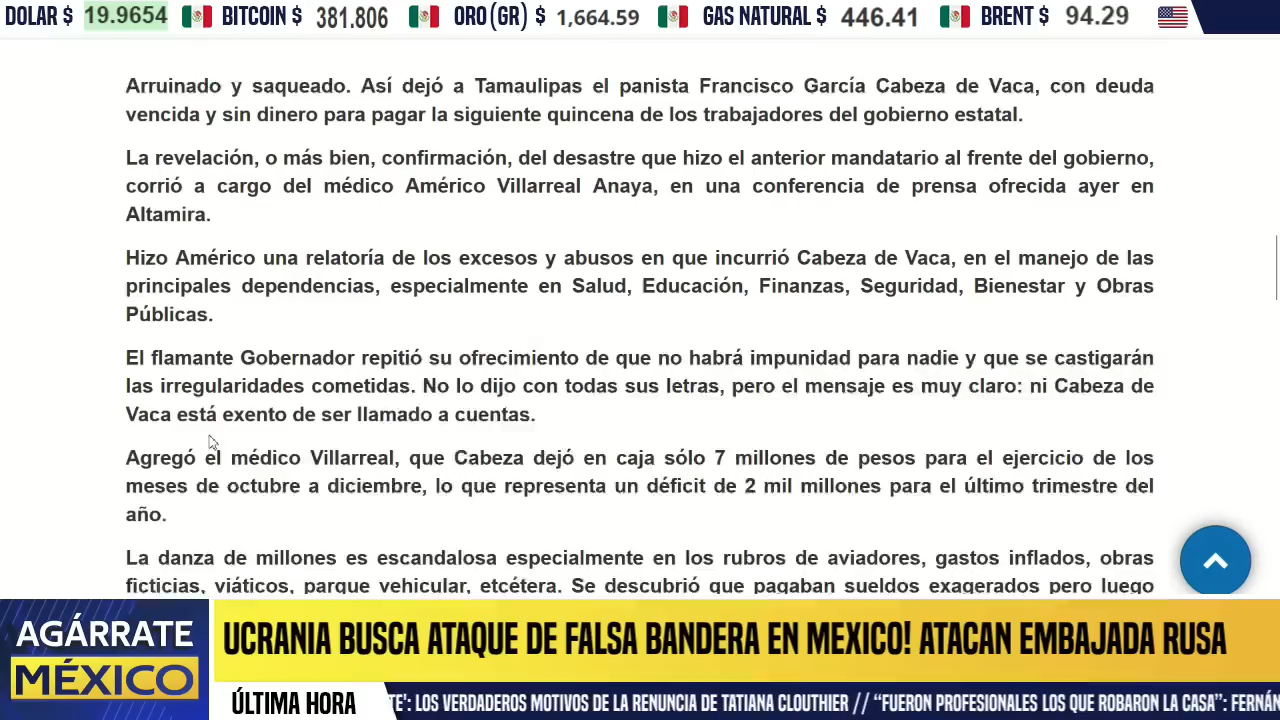 DOLAR $ 19.9654 BITCOIN $ 381.806 ORO(GR) $ 1,664.59 GAS NATURAL $ 446.41 BRENT $ 94.29
Arruinado y saqueado. Así dejó a Tamaulipas el panista Francisco García Cabeza de Vaca, con deuda
vencida y sin dinero para pagar la siguiente quincena de los trabajadores del gobierno estatal.
La revelación, o más bien, confirmación, del desastre que hizo el anterior mandatario al frente del gobierno,
corrió a cargo del médico Américo Villarreal Anaya, en una conferencia de prensa ofrecida ayer en
Altamira.
Hizo Américo una relatoría de los excesos y abusos en que incurrió Cabeza de Vaca, en el manejo de las
principales dependencias, especialmente en Salud, Educación, Finanzas, Seguridad, Bienestar y Obras
Públicas.
El flamante Gobernador repitió su ofrecimiento de que no habrá impunidad para nadie y que se castigarán
las irregularidades cometidas. No lo dijo con todas sus letras, pero el mensaje es muy claro: ni Cabeza de
Vaca está exento de ser llamado a cuentas.
Agregó el médico Villarreal, que Cabeza dejó en caja sólo 7 millones de pesos para el ejercicio de los
meses de octubre a diciembre, lo que representa un déficit de 2 mil millones para el último trimestre del
año.
La danza de millones es escandalosa especialmente en los rubros de aviadores, gastos inflados, obras
ficticias, viáticos, parque vehicular, etcétera. Se descubrió que pagaban sueldos exagerados pero luego
AGÁRRATE
MÉXICO
UCRANIA BUSCA ATAQUE DE FALSA BANDERA EN MEXICO! ATACAN EMBAJADA RUSA
ÚLTIMA HORA
TE': LOS VERDADEROS MOTIVOS DE LA RENUNCIA DE TATIANA CLOUTHIER // “FUERON PROFESIONALES LOS QUE ROBARON LA CASA”: FERNÁN